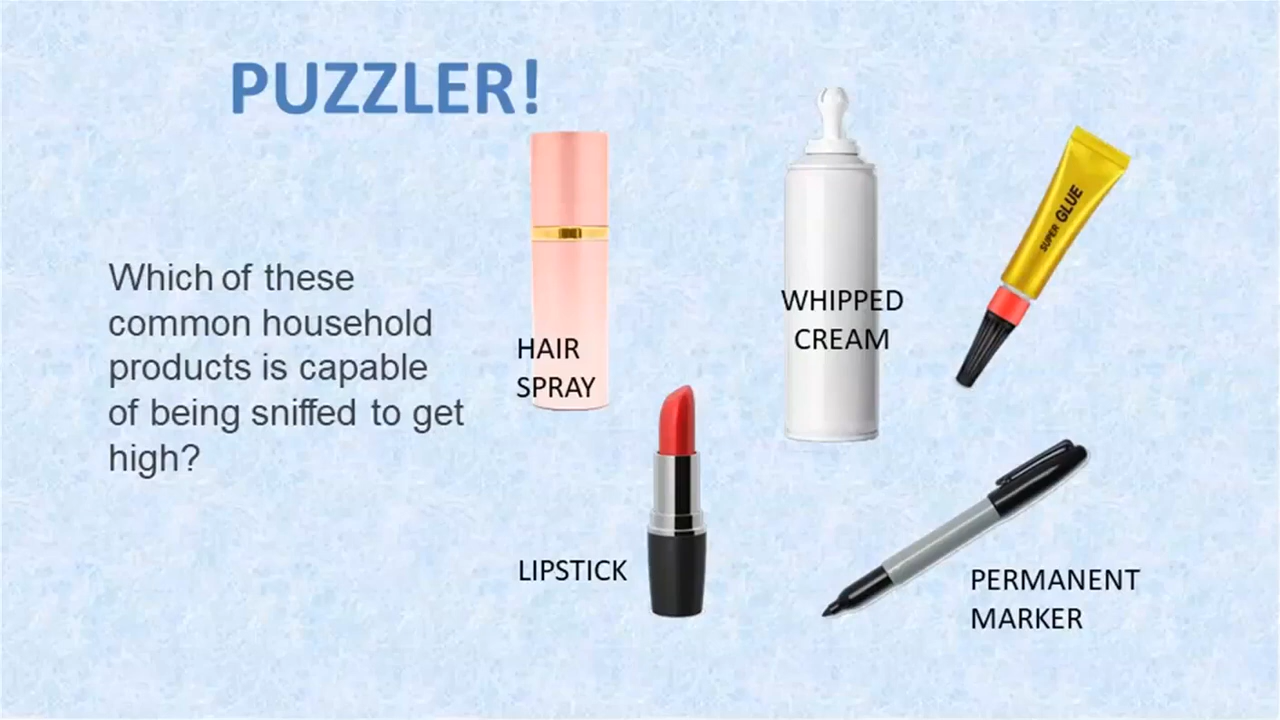 PUZZLER!
Which of these
common household
products is capable
of being sniffed to get
high?
HAIR
SPRAY
WHIPPED
CREAM
SUPER GLUE
LIPSTICK
PERMANENT
MARKER